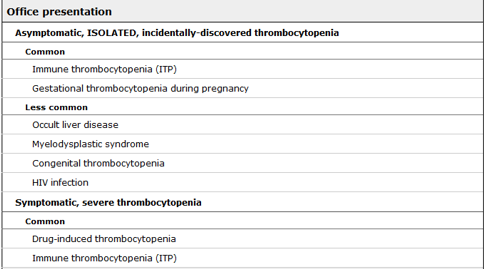 Office presentation
Asymptomatic, ISOLATED, incidentally-discovered thrombocytopenia
Common
Immune thrombocytopenia (ITP)
Gestational thrombocytopenia during pregnancy
Less common
Occult liver disease
Myelodysplastic syndrome
Congenital thrombocytopenia
HIV infection
Symptomatic, severe thrombocytopenia
Common
Drug-induced thrombocytopenia
Immune thrombocytopenia (ITP)